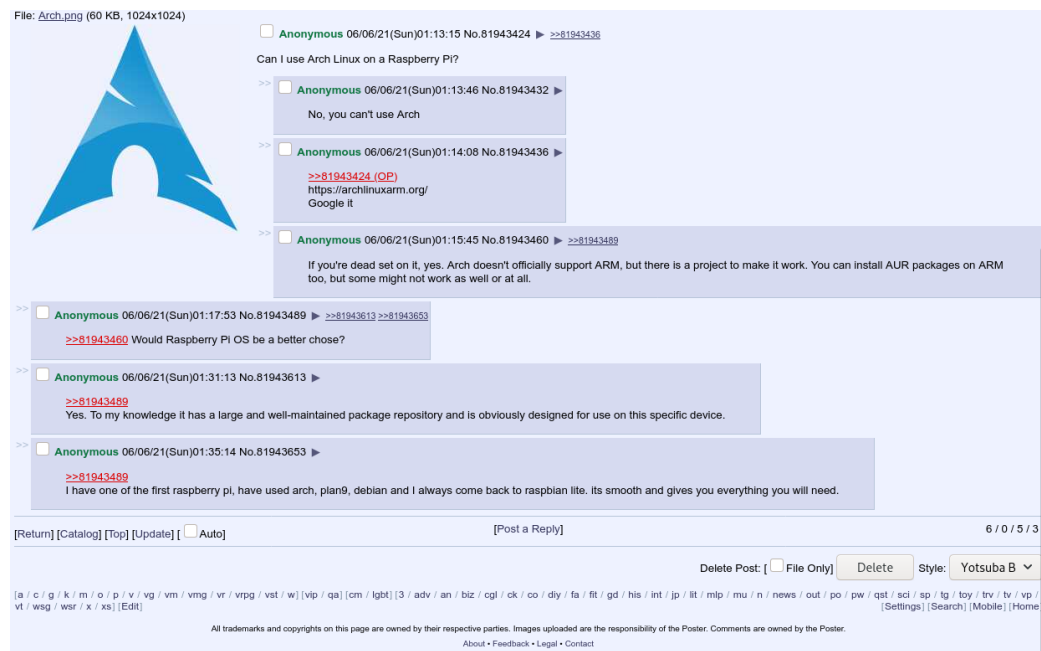 File: Arch.png (60 KB, 1024x1024)
Anonymous 06/06/21(Sun)01:13:15 No.81943424 ▶ >>81943436
Can I use Arch Linux on a Raspberry Pi?
>> Anonymous 06/06/21(Sun)01:13:46 No.81943432 ▶
No, you can't use Arch
>> Anonymous 06/06/21(Sun)01:14:08 No.81943436 ▶
>>81943424 (OP)
https://archlinuxarm.org/
Google it
>> Anonymous 06/06/21(Sun)01:15:45 No.81943460 ▶ >>81943489
If you're dead set on it, yes. Arch doesn't officially support ARM, but there is a project to make it work. You can install AUR packages on ARM
too, but some might not work as well or at all.
>> Anonymous 06/06/21(Sun)01:17:53 No.81943489 ▶ >>81943613 >>81943653
>>81943460 Would Raspberry Pi OS be a better chose?
>> Anonymous 06/06/21(Sun)01:31:13 No.81943613 ▶
>>81943489
Yes. To my knowledge it has a large and well-maintained package repository and is obviously designed for use on this specific device.
>> Anonymous 06/06/21(Sun)01:35:14 No.81943653 ▶
>>81943489
I have one of the first raspberry pi, have used arch, plan9, debian and I always come back to raspbian lite. its smooth and gives you everything you will need.
[Return] [Catalog] [Top] [Update] [ Auto] [Post a Reply] 6 / 0 / 5 / 3
Delete Post: [ File Only] Delete Style: Yotsuba B
[a / c / g / k / m / o / p / v / vg / vm / vmg / vr / vrpg / vst / w] [vip / qa] [cm / lgbt] [3 / adv / an / biz / cgl / ck / co / diy / fa / fit / gd / his / int / jp / lit / mlp / mu / n / news / out / po / pw / qst / sci / sp / tg / toy / trv / tv / vp /
vt / wsg / wsr / x / xs] [Edit] [Settings] [Search] [Mobile] [Home
All trademarks and copyrights on this page are owned by their respective parties. Images uploaded are the responsibility of the Poster. Comments are owned by the Poster.
About • Feedback • Legal • Contact